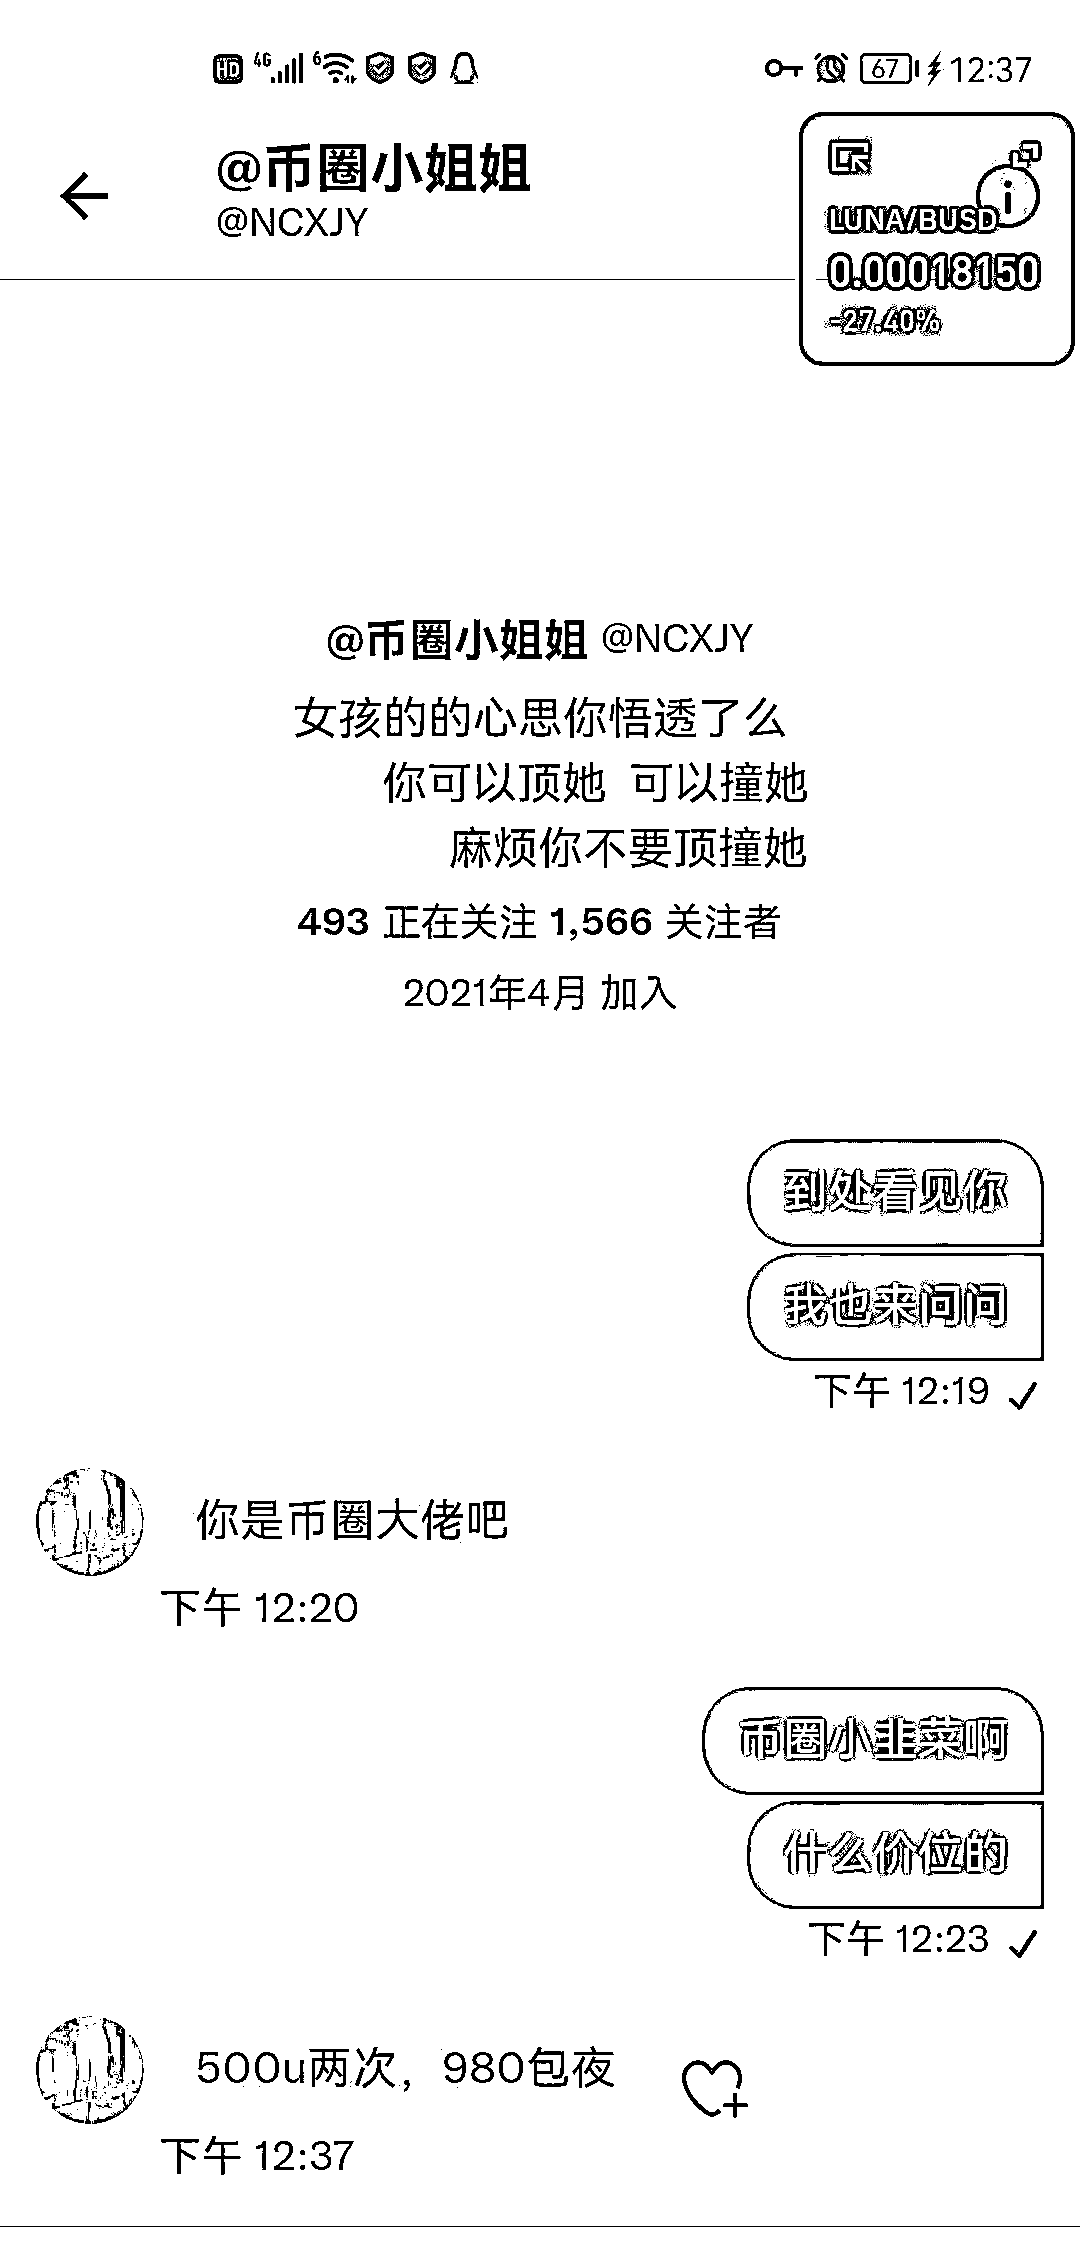 HD 4G 6 67 12:37
@币圈小姐姐
@NCXJY
LUNA/BUSD
0.00018150
-27.40%
@币圈小姐姐 @NCXJY
女孩的的心思你悟透了么
你可以顶她 可以撞她
麻烦你不要顶撞她
493 正在关注 1,566 关注者
2021年4月 加入
到处看见你
我也来问问
下午 12:19
你是币圈大佬吧
下午 12:20
币圈小韭菜啊
什么价位的
下午 12:23
500u两次，980包夜
下午 12:37